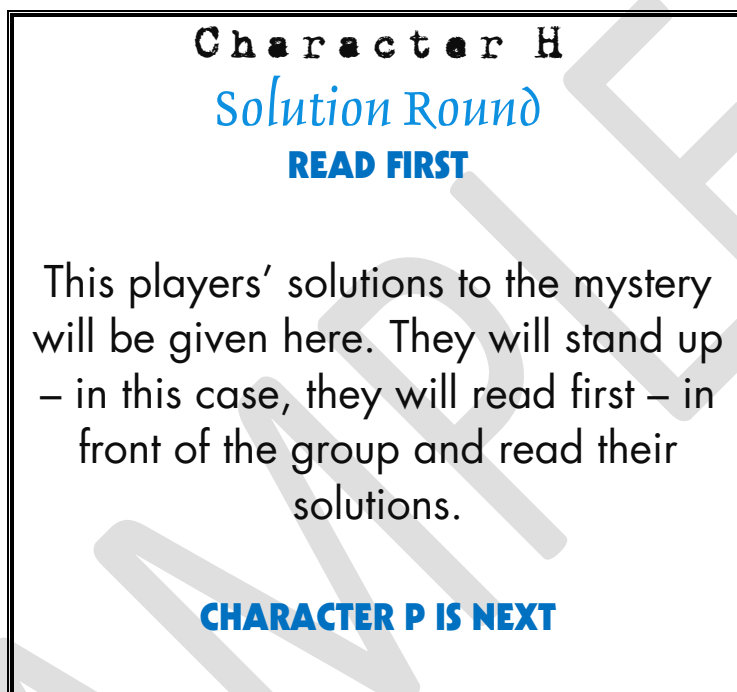 Character H
Solution Round
READ FIRST
This players’ solutions to the mystery
will be given here. They will stand up
– in this case, they will read first – in
front of the group and read their
solutions.
CHARACTER P IS NEXT
SAMPLE